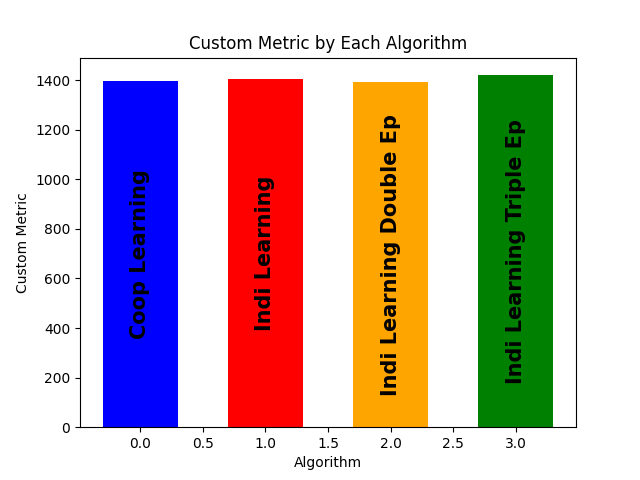 Custom Metric by Each Algorithm
Custom Metric
1400
1200
1000
800
600
400
200
0
Coop Learning
Indi Learning
Indi Learning Double Ep
Indi Learning Triple Ep
0.0 0.5 1.0 1.5 2.0 2.5 3.0
Algorithm